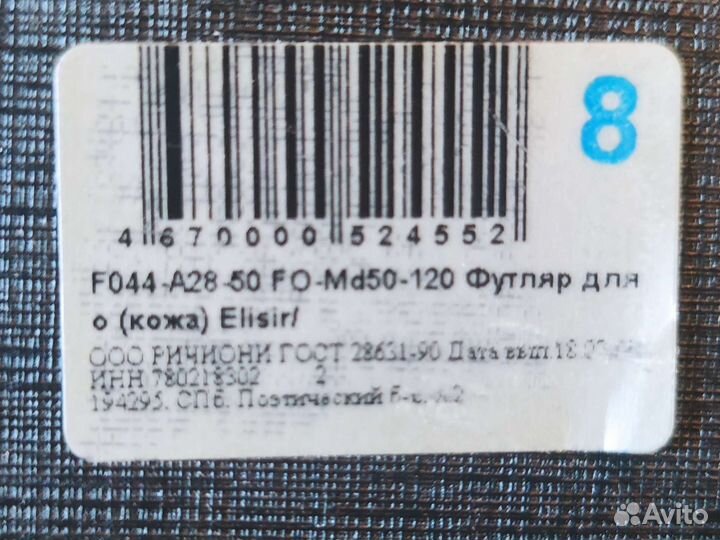 8
4 670000 524552
F044-A28-50 FO-Md50-120 Футляр для
о (кожа) Elisir/
ООО РИЧИОНИ ГОСТ 28631-90 Дата вып.18
ИНН 780218302 2
194295. СПб. Поэтический
Avito